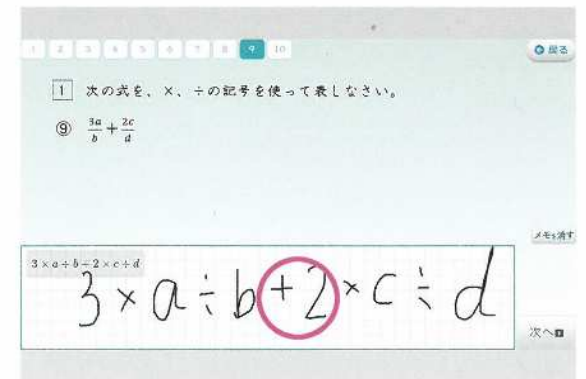 1 2 3 4 5 6 7 8 9 10
戻る
1 次の式を、×、÷の記号を使って表しなさい。
⑨ 3a/b + 2c/d
メモを消す
3×a÷b÷2×c÷d
3×a÷b+2×c÷d
次へ